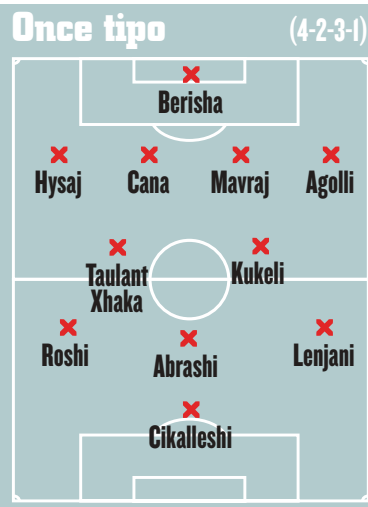 Once tipo (4-2-3-1)
Berisha
Hysaj Cana Mavraj Agolli
Taulant
Xhaka
Kukeli
Roshi Abrashi Lenjani
Cikalleshi